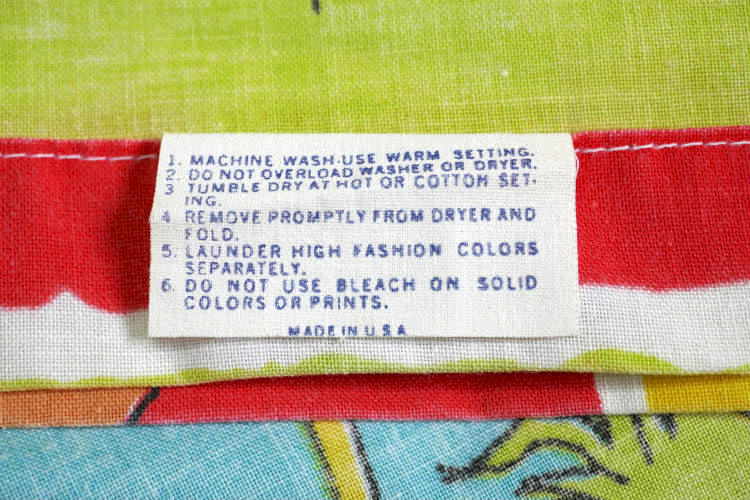 1. MACHINE WASH-USE WARM SETTING.
2. DO NOT OVERLOAD WASHER OR DRYER.
3 TUMBLE DRY AT HOT OR COTTOM SET-
ING.
4 REMOVE PROMPTLY FROM DRYER AND
FOLD.
5. LAUNDER HIGH FASHION COLORS
SEPARATELY.
6. DO NOT USE BLEACH ON SOLID
COLORS OR PRINTS.
MADE IN U.S.A